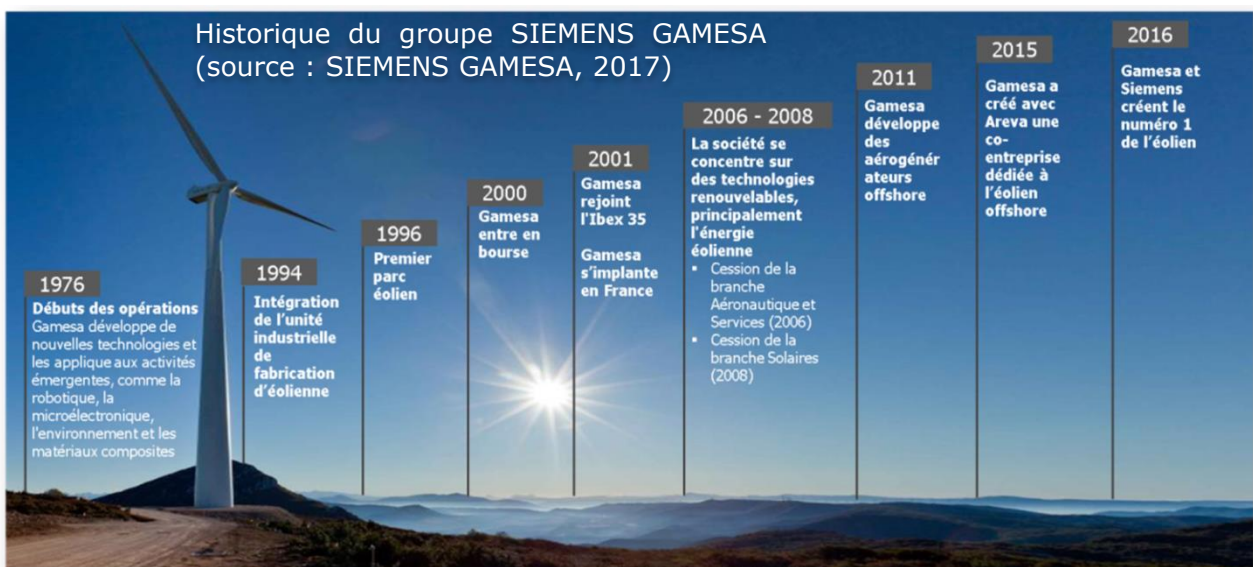 Historique du groupe SIEMENS GAMESA
(source : SIEMENS GAMESA, 2017)
1976
Débuts des opérations
Gamesa développe de
nouvelles technologies et
les applique aux activités
émergentes, comme la
robotique, la
microélectronique,
l'environnement et les
matériaux composites
1994
Intégration
de l'unité
industrielle
de
fabrication
d'éolienne
1996
Premier
parc
éolien
2000
Gamesa
entre en
bourse
2001
Gamesa
rejoint
l'Ibex 35
Gamesa
s'implante
en France
2006 - 2008
La société se
concentre sur
des technologies
renouvelables,
principalement
l'énergie
éolienne
▪ Cession de la
branche
Aéronautique et
Services (2006)
▪ Cession de la
branche Solaires
(2008)
2011
Gamesa
développe
des
aérogénér
ateurs
offshore
2015
Gamesa a
créé avec
Areva une
co-
entreprise
dédiée à
l'éolien
offshore
2016
Gamesa et
Siemens
créent le
numéro 1
de l'éolien